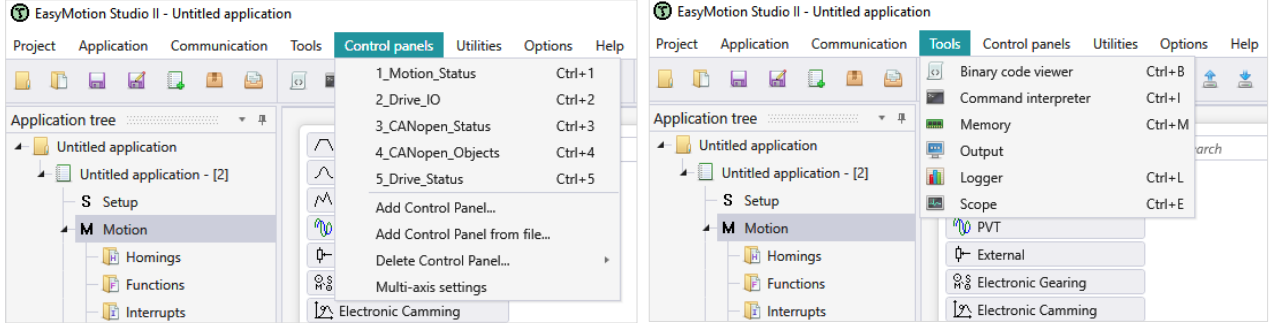 EasyMotion Studio II - Untitled application
Project Application Communication Tools Control panels Utilities Options Help
1_Motion_Status Ctrl+1
2_Drive_IO Ctrl+2
3_CANopen_Status Ctrl+3
4_CANopen_Objects Ctrl+4
5_Drive_Status Ctrl+5
Add Control Panel...
Add Control Panel from file...
Delete Control Panel...
Multi-axis settings
Application tree
Untitled application
Untitled application - [2]
S Setup
M Motion
Homings
Functions
Interrupts
Electronic Camming
EasyMotion Studio II - Untitled application
Project Application Communication Tools Control panels Utilities Options Help
Binary code viewer Ctrl+B
Command interpreter Ctrl+I
Memory Ctrl+M
Output
Logger Ctrl+L
Scope Ctrl+E
Application tree
Untitled application
Untitled application - [2]
S Setup
M Motion
Homings
Functions
Interrupts
PVT
External
Electronic Gearing
Electronic Camming